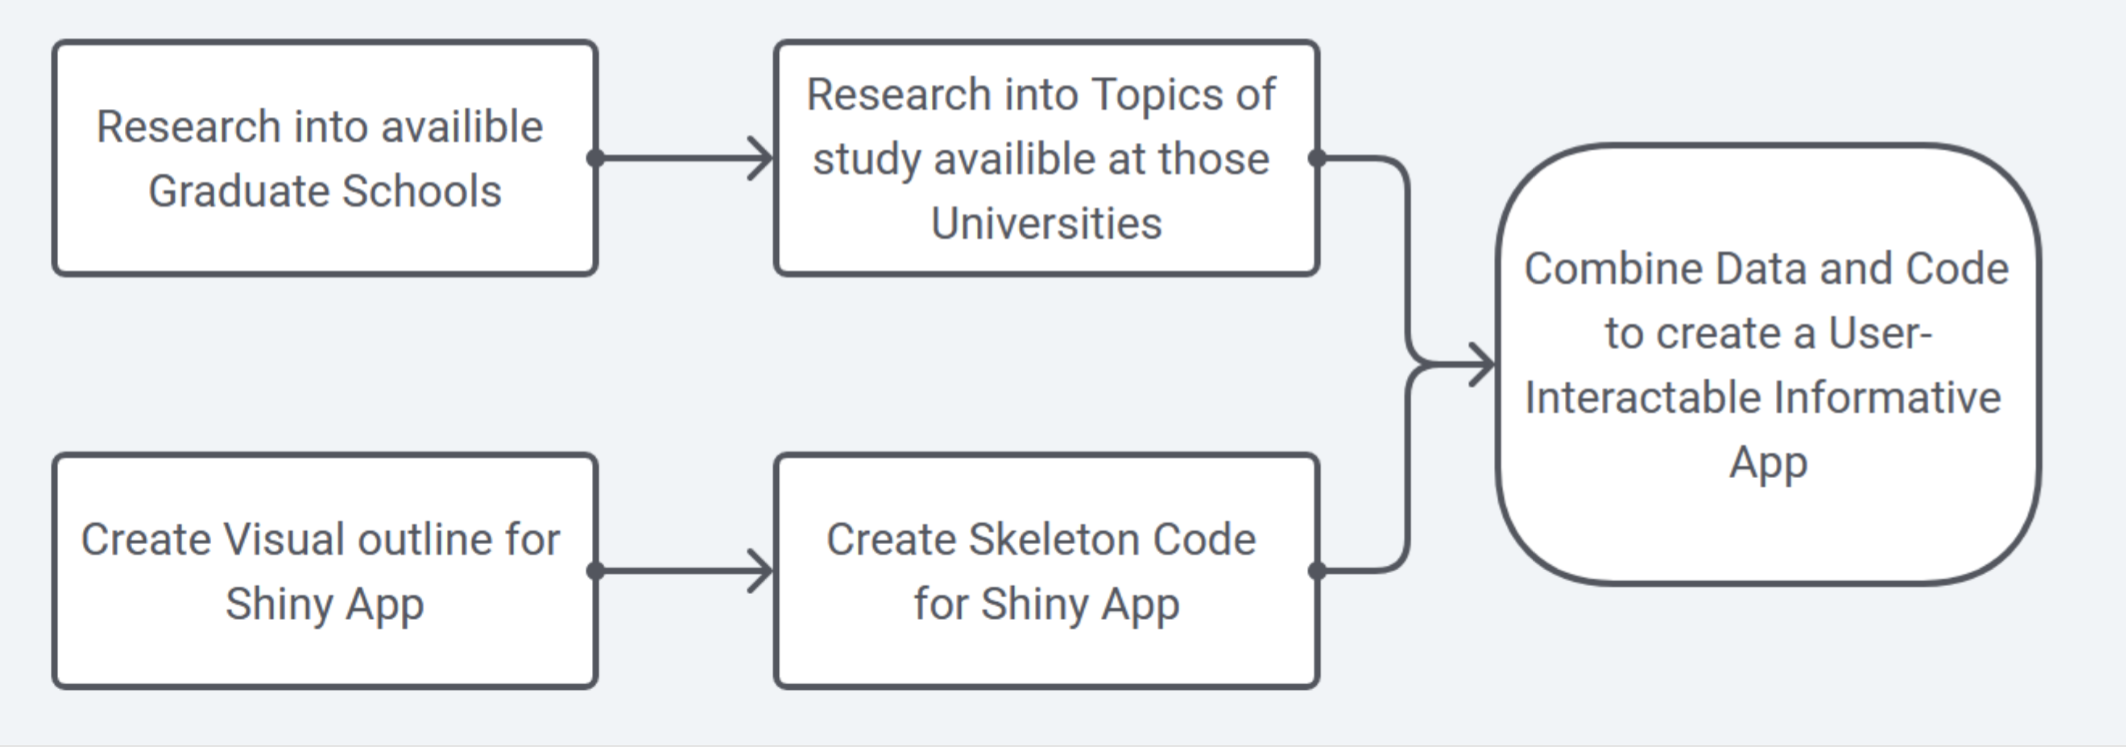 Research into availible
Graduate Schools
Research into Topics of
study availible at those
Universities
Combine Data and Code
to create a User-
Interactable Informative
App
Create Visual outline for
Shiny App
Create Skeleton Code
for Shiny App